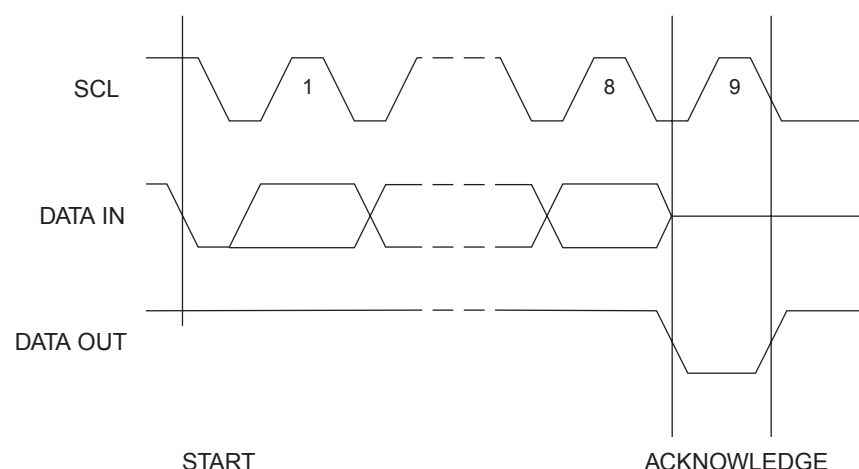 SCL 1 8 9
DATA IN
DATA OUT
START ACKNOWLEDGE